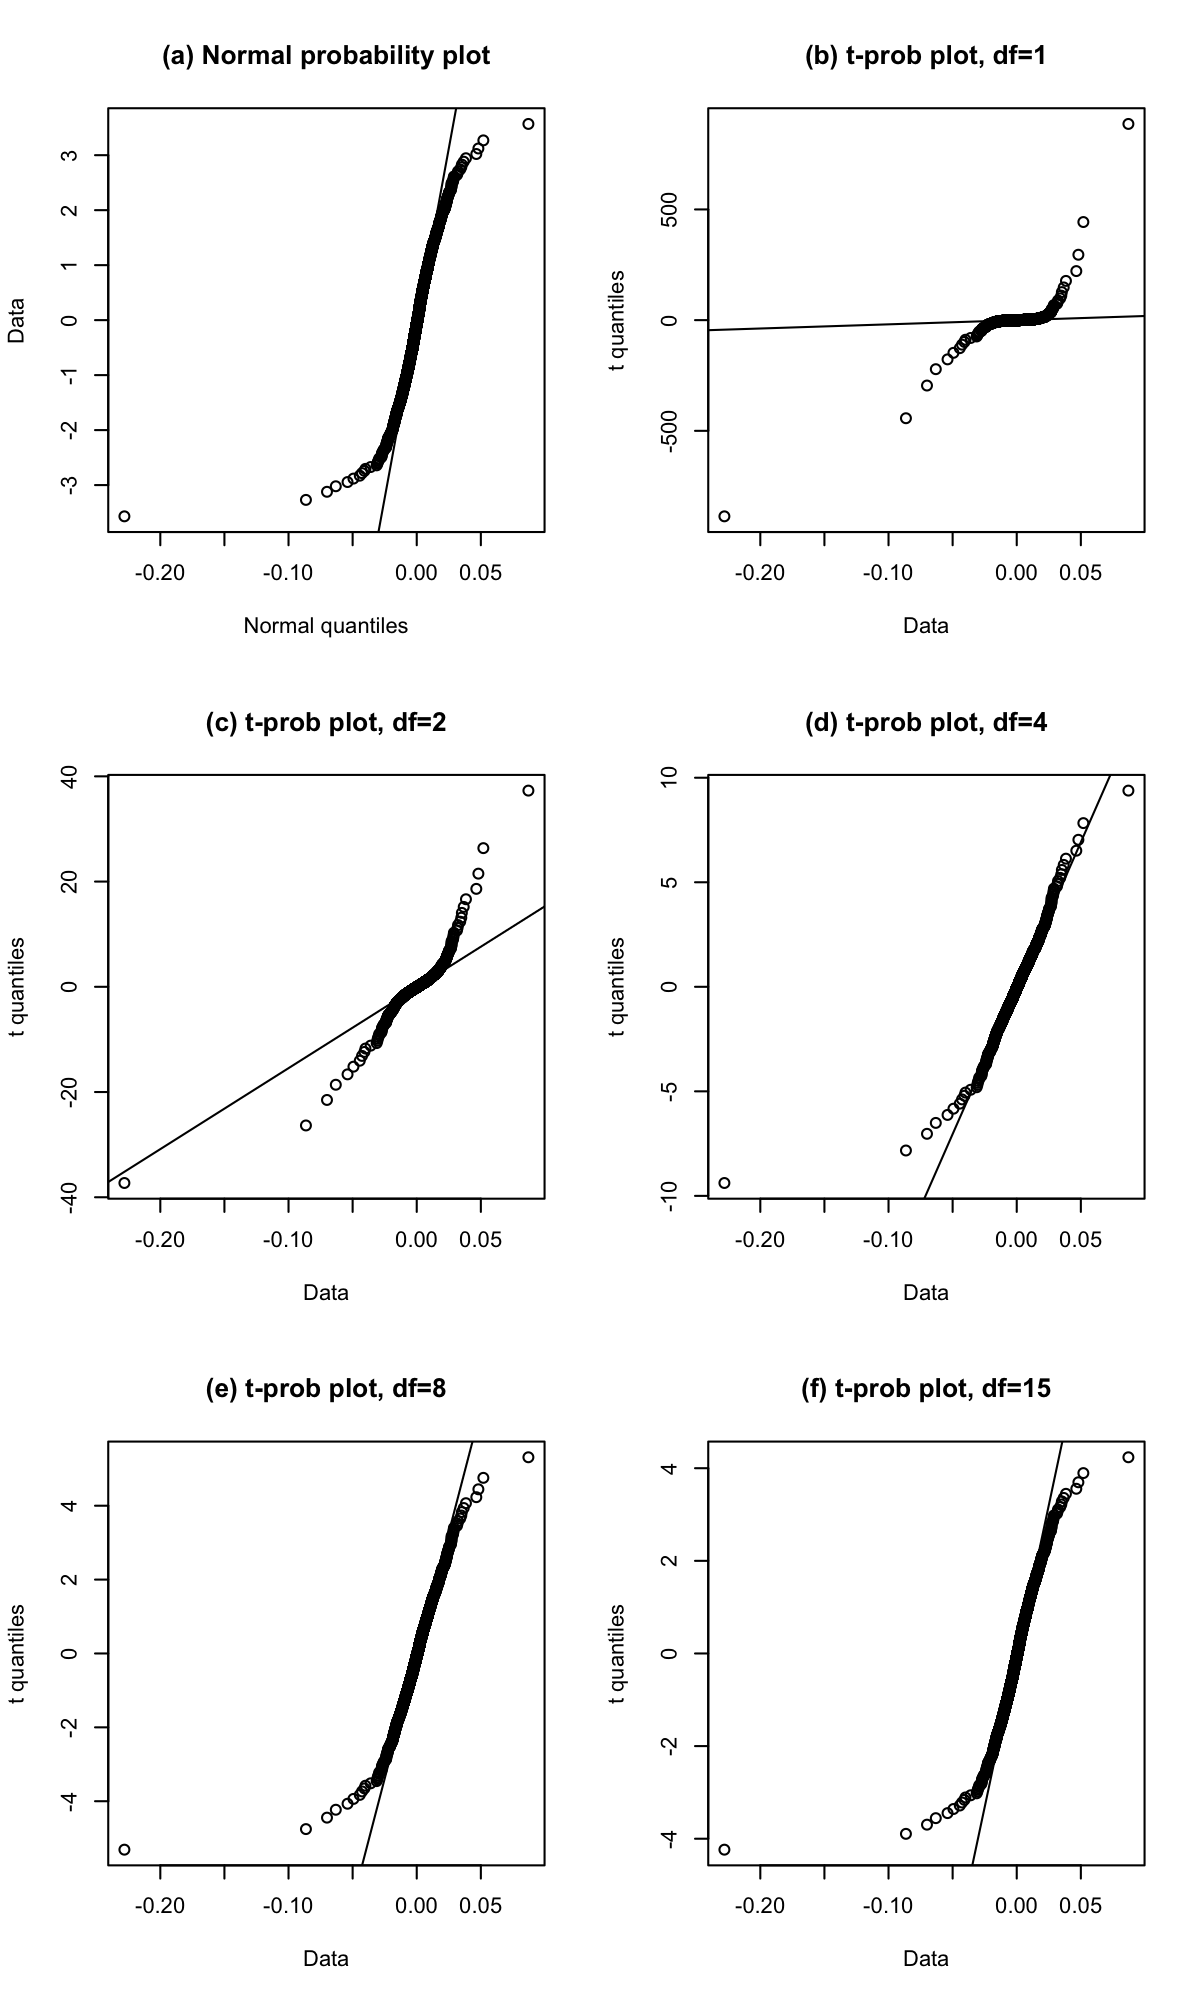 (a) Normal probability plot
Data
3
2
1
0
-1
-2
-3
-0.20 -0.10 0.00 0.05
Normal quantiles
(b) t-prob plot, df=1
t quantiles
500
0
-500
-0.20 -0.10 0.00 0.05
Data
(c) t-prob plot, df=2
t quantiles
40
20
0
-20
-40
-0.20 -0.10 0.00 0.05
Data
(d) t-prob plot, df=4
t quantiles
10
5
0
-5
-10
-0.20 -0.10 0.00 0.05
Data
(e) t-prob plot, df=8
t quantiles
4
2
0
-2
-4
-0.20 -0.10 0.00 0.05
Data
(f) t-prob plot, df=15
t quantiles
4
2
0
-2
-4
-0.20 -0.10 0.00 0.05
Data